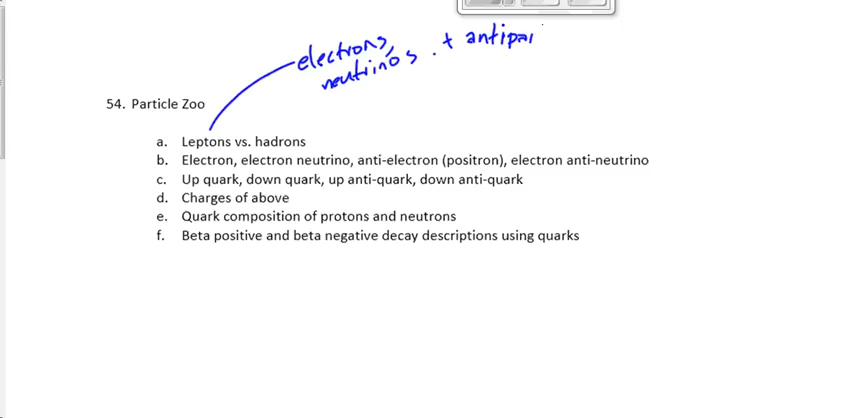 electrons, + antipar
neutrinos
54. Particle Zoo
a. Leptons vs. hadrons
b. Electron, electron neutrino, anti-electron (positron), electron anti-neutrino
c. Up quark, down quark, up anti-quark, down anti-quark
d. Charges of above
e. Quark composition of protons and neutrons
f. Beta positive and beta negative decay descriptions using quarks